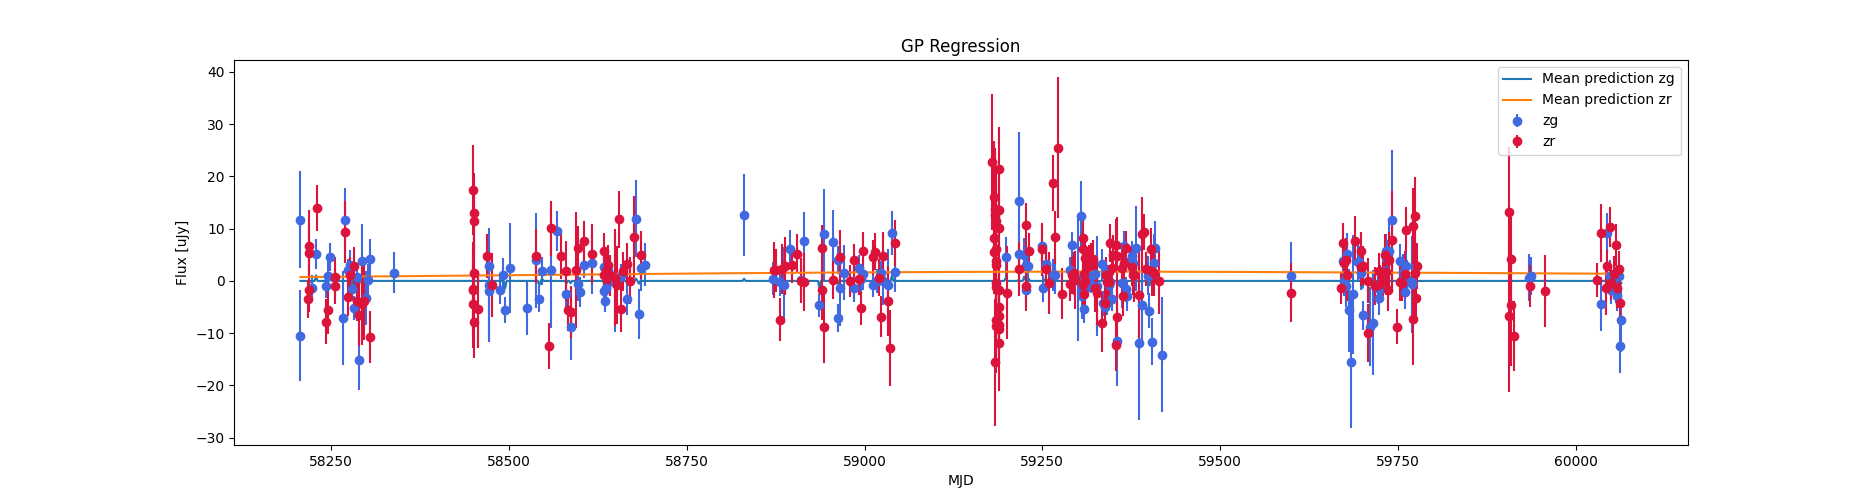 GP Regression
Flux [uJy]
40
30
20
10
0
−10
−20
−30
58250
58500
58750
59000
59250
59500
59750
60000
MJD
Mean prediction zg
Mean prediction zr
zg
zr